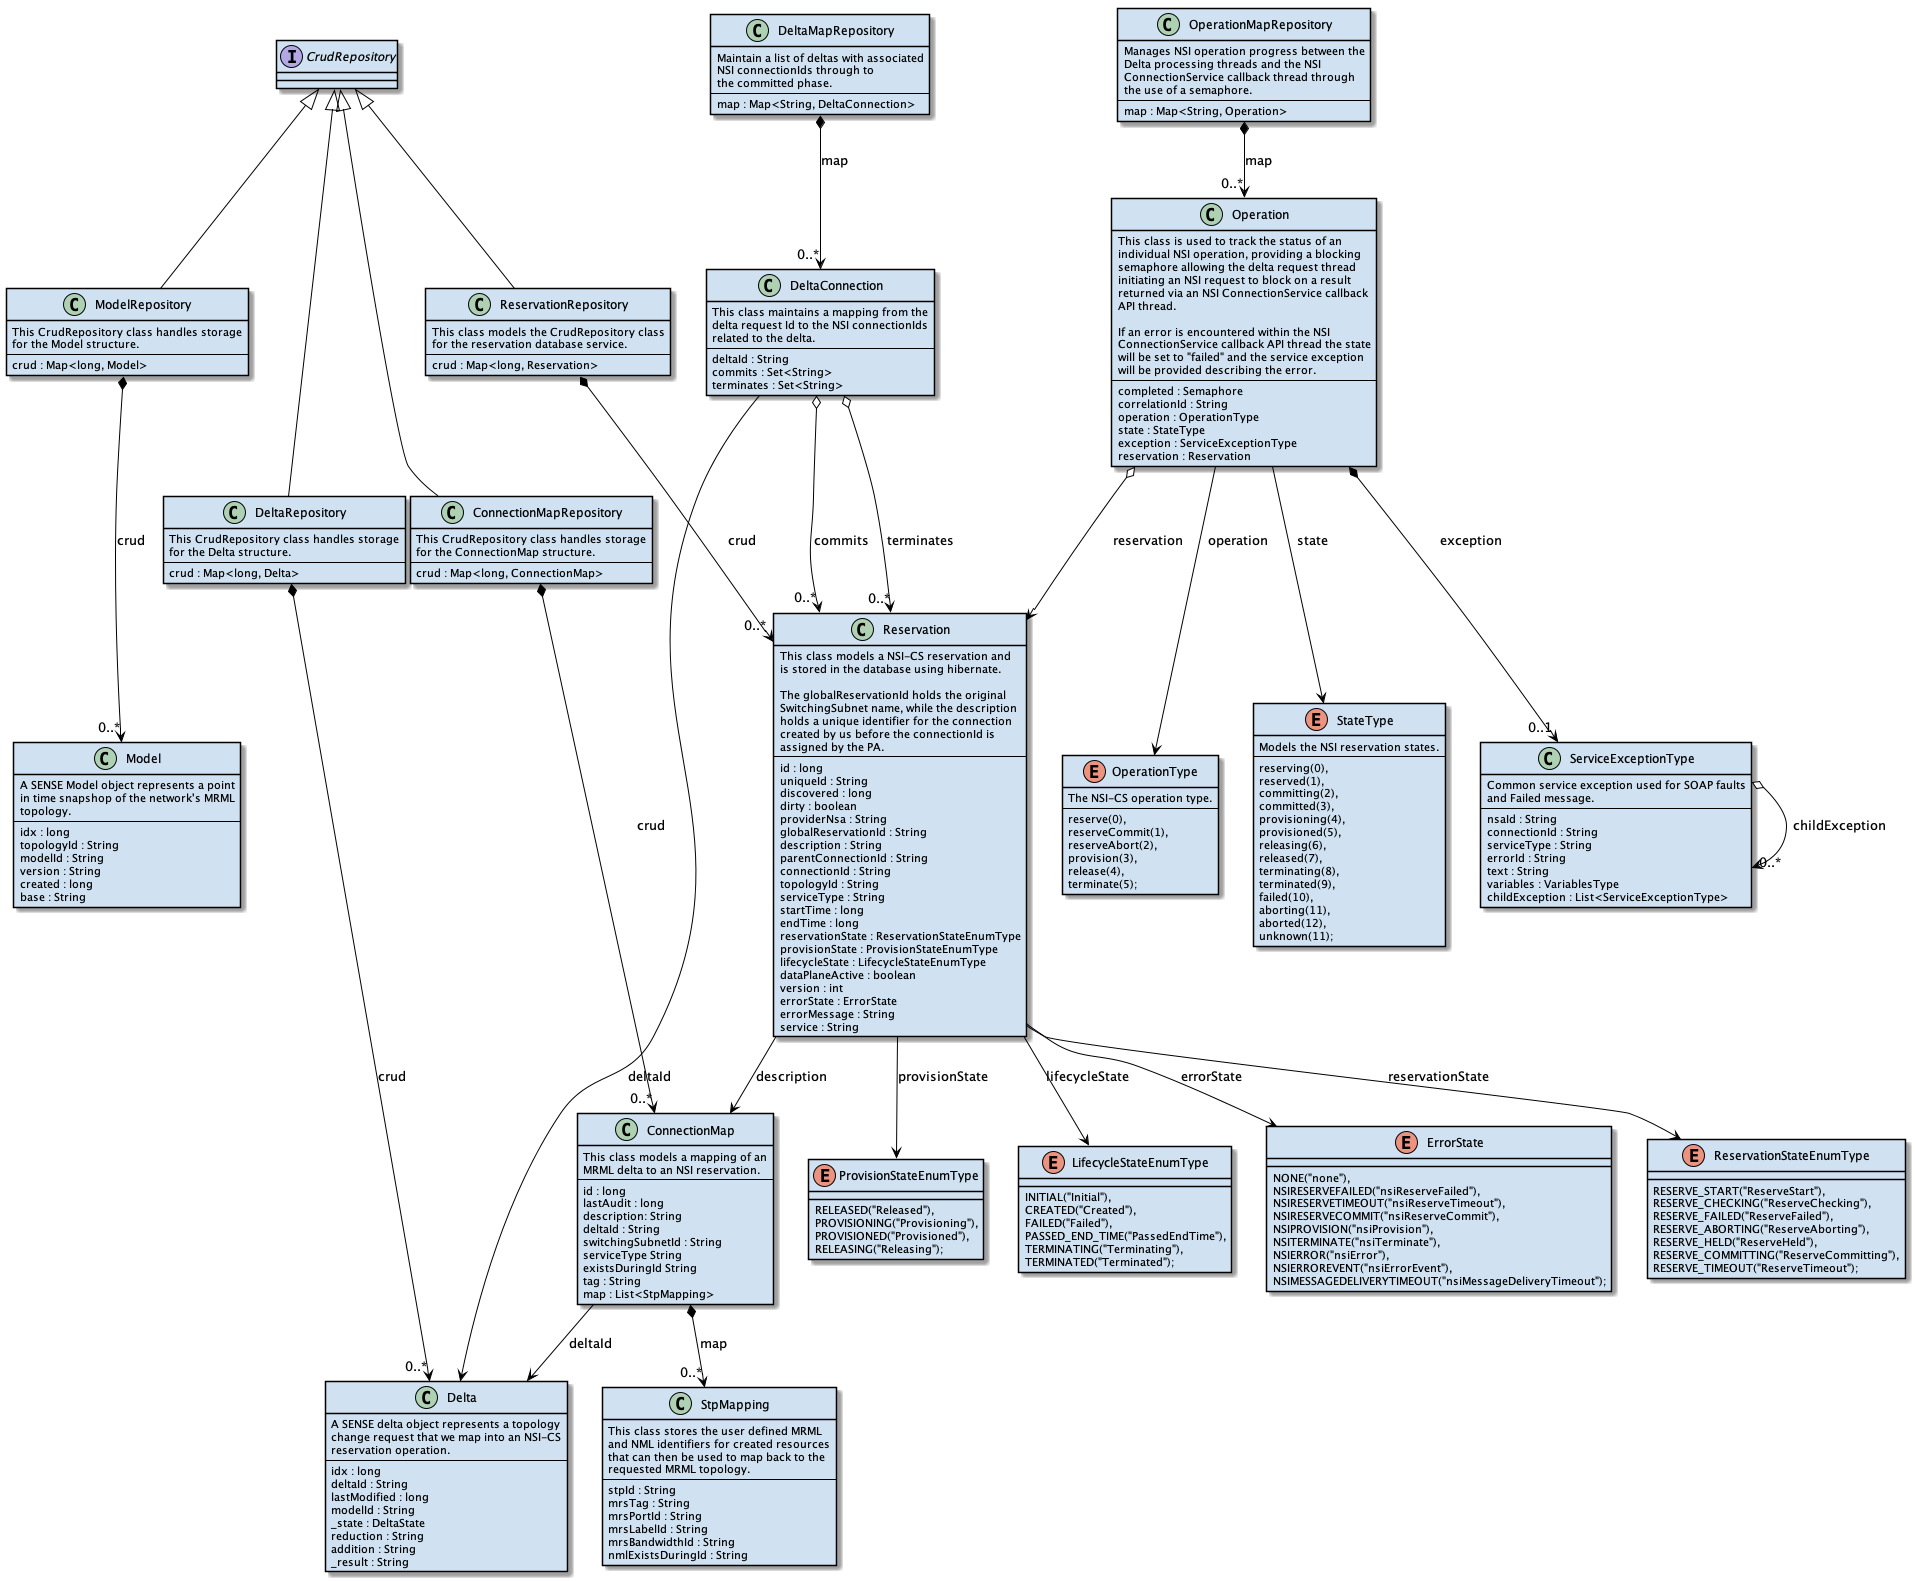 I CrudRepository
C DeltaMapRepository
Maintain a list of deltas with associated
NSI connectionIds through to
the committed phase.
map : Map<String, DeltaConnection>
C OperationMapRepository
Manages NSI operation progress between the
Delta processing threads and the NSI
ConnectionService callback thread through
the use of a semaphore.
map : Map<String, Operation>
map
0..*
map
0..*
C Operation
This class is used to track the status of an
individual NSI operation, providing a blocking
semaphore allowing the delta request thread
initiating an NSI request to block on a result
returned via an NSI ConnectionService callback
API thread.
If an error is encountered within the NSI
ConnectionService callback API thread the state
will be set to "failed" and the service exception
will be provided describing the error.
completed : Semaphore
correlationId : String
operation : OperationType
state : StateType
exception : ServiceExceptionType
reservation : Reservation
C ModelRepository
This CrudRepository class handles storage
for the Model structure.
crud : Map<long, Model>
C ReservationRepository
This class models the CrudRepository class
for the reservation database service.
crud : Map<long, Reservation>
C DeltaConnection
This class maintains a mapping from the
delta request Id to the NSI connectionIds
related to the delta.
deltaId : String
commits : Set<String>
terminates : Set<String>
C DeltaRepository
This CrudRepository class handles storage
for the Delta structure.
crud : Map<long, Delta>
C ConnectionMapRepository
This CrudRepository class handles storage
for the ConnectionMap structure.
crud : Map<long, ConnectionMap>
crud
crud
commits
terminates
reservation
operation
state
exception
0..*
0..*
0..*
0..*
0..1
C Reservation
This class models a NSI-CS reservation and
is stored in the database using hibernate.
The globalReservationId holds the original
SwitchingSubnet name, while the description
holds a unique identifier for the connection
created by us before the connectionId is
assigned by the PA.
id : long
uniqueId : String
discovered : long
dirty : boolean
providerNsa : String
globalReservationId : String
description : String
parentConnectionId : String
connectionId : String
topologyId : String
serviceType : String
startTime : long
endTime : long
reservationState : ReservationStateEnumType
provisionState : ProvisionStateEnumType
lifecycleState : LifecycleStateEnumType
dataPlaneActive : boolean
version : int
errorState : ErrorState
errorMessage : String
service : String
C Model
A SENSE Model object represents a point
in time snapshop of the network's MRML
topology.
idx : long
topologyId : String
modelId : String
version : String
created : long
base : String
E OperationType
The NSI-CS operation type.
reserve(0),
reserveCommit(1),
reserveAbort(2),
provision(3),
release(4),
terminate(5);
E StateType
Models the NSI reservation states.
reserving(0),
reserved(1),
committing(2),
committed(3),
provisioning(4),
provisioned(5),
releasing(6),
released(7),
terminating(8),
terminated(9),
failed(10),
aborting(11),
aborted(12),
unknown(11);
C ServiceExceptionType
Common service exception used for SOAP faults
and Failed message.
nsaId : String
connectionId : String
serviceType : String
errorId : String
text : String
variables : VariablesType
childException : List<ServiceExceptionType>
childException
0..*
crud
crud
deltaId
description
provisionState
lifecycleState
errorState
reservationState
0..*
C ConnectionMap
This class models a mapping of an
MRML delta to an NSI reservation.
id : long
lastAudit : long
description: String
deltaId : String
switchingSubnetId : String
serviceType String
existsDuringId String
tag : String
map : List<StpMapping>
E ProvisionStateEnumType
RELEASED("Released"),
PROVISIONING("Provisioning"),
PROVISIONED("Provisioned"),
RELEASING("Releasing");
E LifecycleStateEnumType
INITIAL("Initial"),
CREATED("Created"),
FAILED("Failed"),
PASSED_END_TIME("PassedEndTime"),
TERMINATING("Terminating"),
TERMINATED("Terminated");
E ErrorState
NONE("none"),
NSIRESERVEFAILED("nsiReserveFailed"),
NSIRESERVETIMEOUT("nsiReserveTimeout"),
NSIRESERVECOMMIT("nsiReserveCommit"),
NSIPROVISION("nsiProvision"),
NSITERMINATE("nsiTerminate"),
NSIERROR("nsiError"),
NSIERROREVENT("nsiErrorEvent"),
NSIMESSAGEDELIVERYTIMEOUT("nsiMessageDeliveryTimeout");
E ReservationStateEnumType
RESERVE_START("ReserveStart"),
RESERVE_CHECKING("ReserveChecking"),
RESERVE_FAILED("ReserveFailed"),
RESERVE_ABORTING("ReserveAborting"),
RESERVE_HELD("ReserveHeld"),
RESERVE_COMMITTING("ReserveCommitting"),
RESERVE_TIMEOUT("ReserveTimeout");
deltaId
map
0..*
0..*
C Delta
A SENSE delta object represents a topology
change request that we map into an NSI-CS
reservation operation.
idx : long
deltaId : String
lastModified : long
modelId : String
_state : DeltaState
reduction : String
addition : String
_result : String
C StpMapping
This class stores the user defined MRML
and NML identifiers for created resources
that can then be used to map back to the
requested MRML topology.
stpId : String
mrsTag : String
mrsPortId : String
mrsLabelId : String
mrsBandwidthId : String
nmlExistsDuringId : String